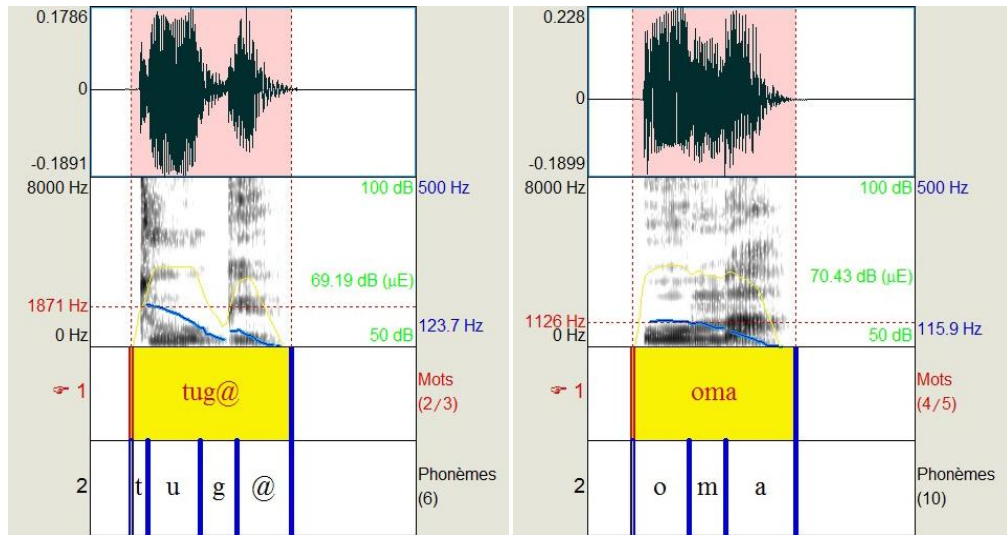 0.1786
0
-0.1891
8000 Hz
100 dB
500 Hz
69.19 dB (µE)
1871 Hz
123.7 Hz
0 Hz
50 dB
☞ 1
tug@
Mots
(2/3)
2
t u g @
Phonèmes
(6)
0.228
0
-0.1899
8000 Hz
100 dB
500 Hz
70.43 dB (µE)
1126 Hz
115.9 Hz
0 Hz
50 dB
☞ 1
oma
Mots
(4/5)
2
o m a
Phonèmes
(10)